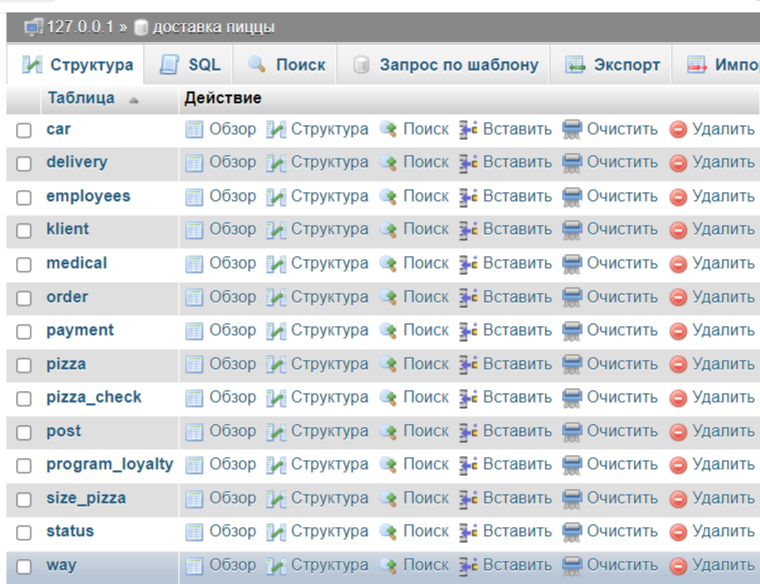 127.0.0.1 » доставка пиццы
Структура SQL Поиск Запрос по шаблону Экспорт Импо
Таблица Действие
car Обзор Структура Поиск Вставить Очистить Удалить
delivery Обзор Структура Поиск Вставить Очистить Удалить
employees Обзор Структура Поиск Вставить Очистить Удалить
klient Обзор Структура Поиск Вставить Очистить Удалить
medical Обзор Структура Поиск Вставить Очистить Удалить
order Обзор Структура Поиск Вставить Очистить Удалить
payment Обзор Структура Поиск Вставить Очистить Удалить
pizza Обзор Структура Поиск Вставить Очистить Удалить
pizza_check Обзор Структура Поиск Вставить Очистить Удалить
post Обзор Структура Поиск Вставить Очистить Удалить
program_loyalty Обзор Структура Поиск Вставить Очистить Удалить
size_pizza Обзор Структура Поиск Вставить Очистить Удалить
status Обзор Структура Поиск Вставить Очистить Удалить
way Обзор Структура Поиск Вставить Очистить Удалить